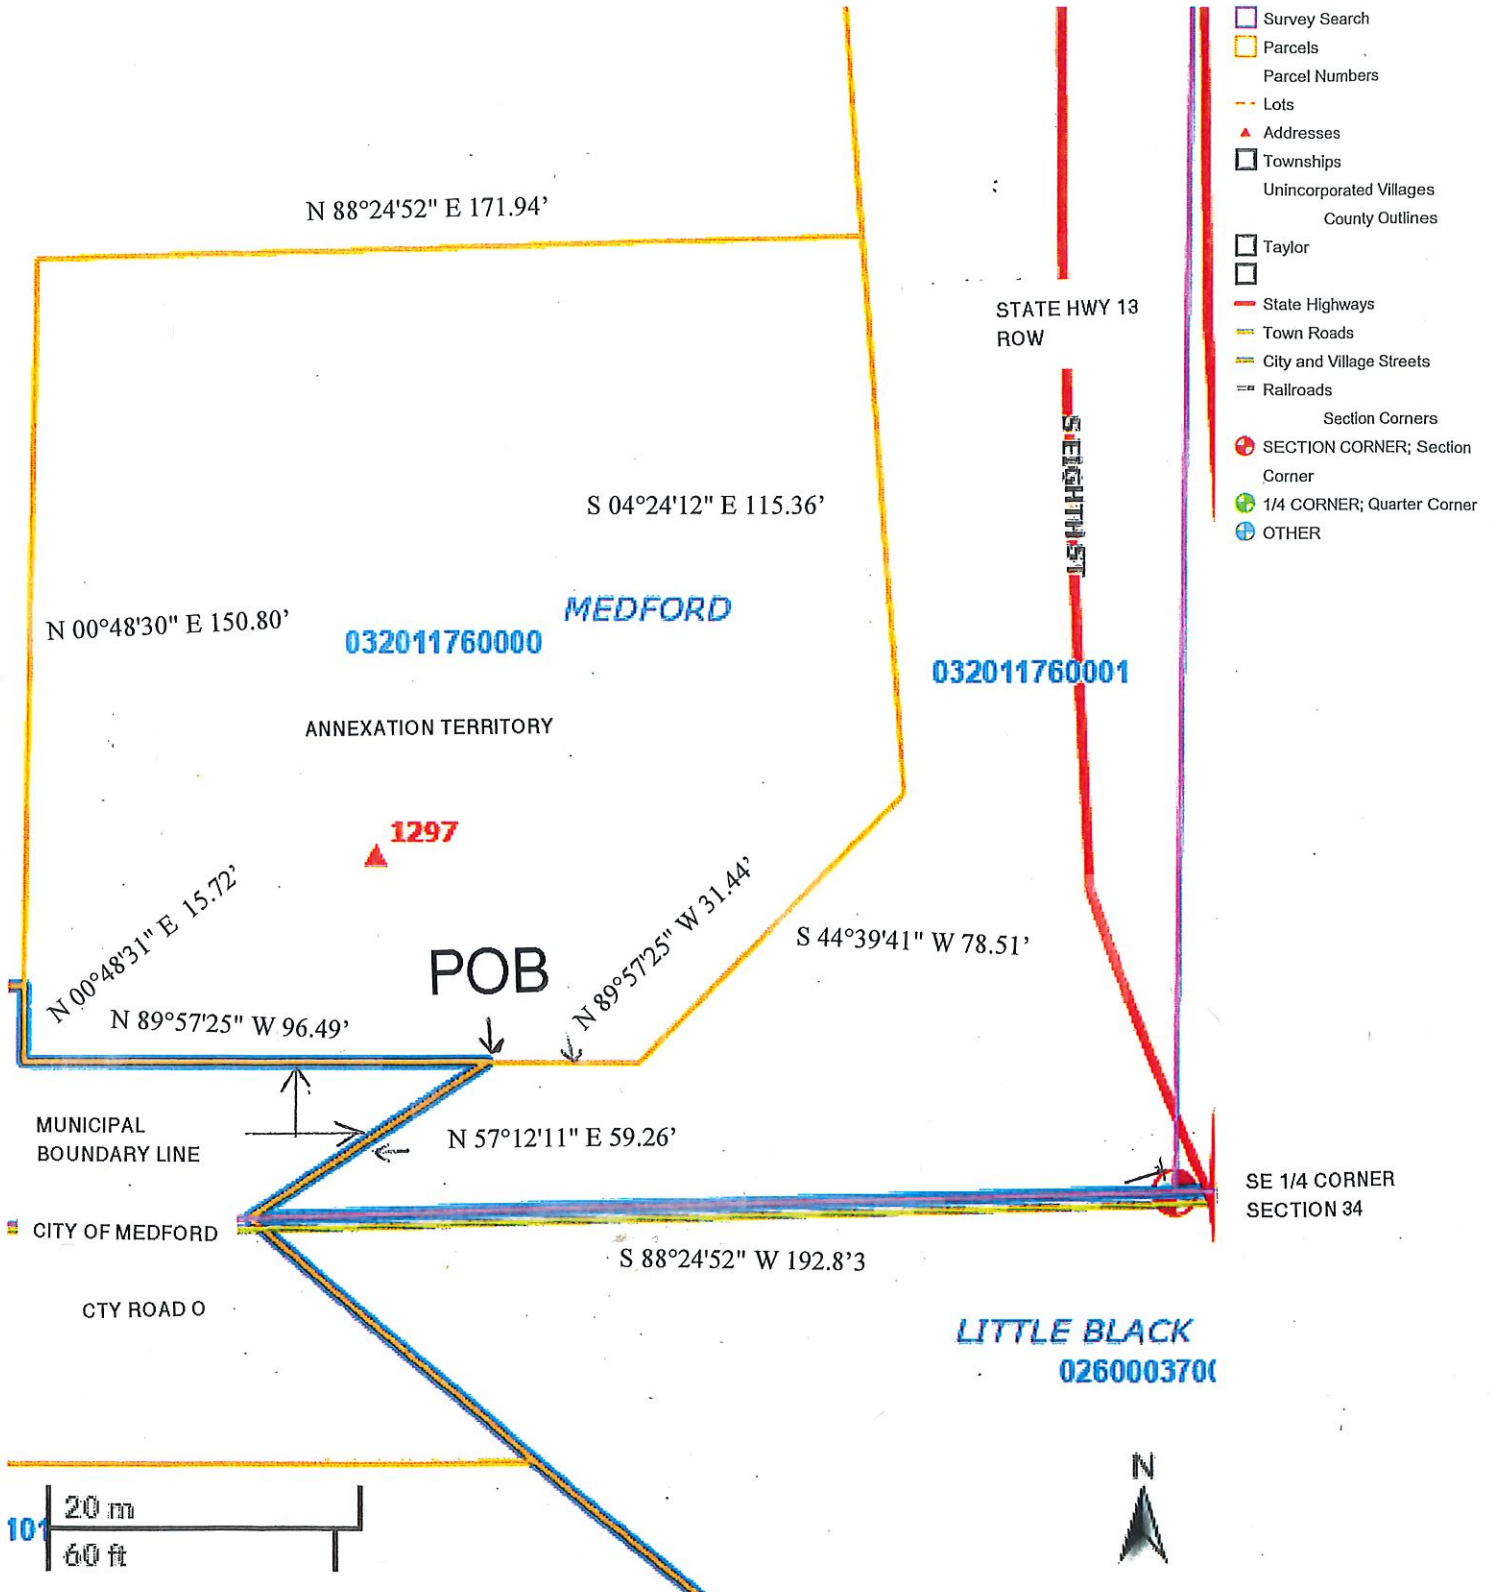 Survey Search
Parcels
Parcel Numbers
Lots
Addresses
Townships
Unincorporated Villages
County Outlines
Taylor
State Highways
Town Roads
City and Village Streets
Railroads
Section Corners
SECTION CORNER; Section
Corner
1/4 CORNER; Quarter Corner
OTHER
N 88°24'52" E 171.94’
STATE HWY 13
ROW
S EIGHTH ST
S 04°24'12" E 115.36’
MEDFORD
N 00°48'30" E 150.80’
032011760000
032011760001
ANNEXATION TERRITORY
1297
N 00°48'31" E 15.72’
N 89°57'25" W 31.44’
S 44°39'41" W 78.51’
POB
N 89°57'25" W 96.49’
MUNICIPAL
BOUNDARY LINE
N 57°12'11" E 59.26’
SE 1/4 CORNER
SECTION 34
CITY OF MEDFORD
S 88°24'52" W 192.8’3
CTY ROAD O
LITTLE BLACK
0260003700
N
20 m
101
60 ft